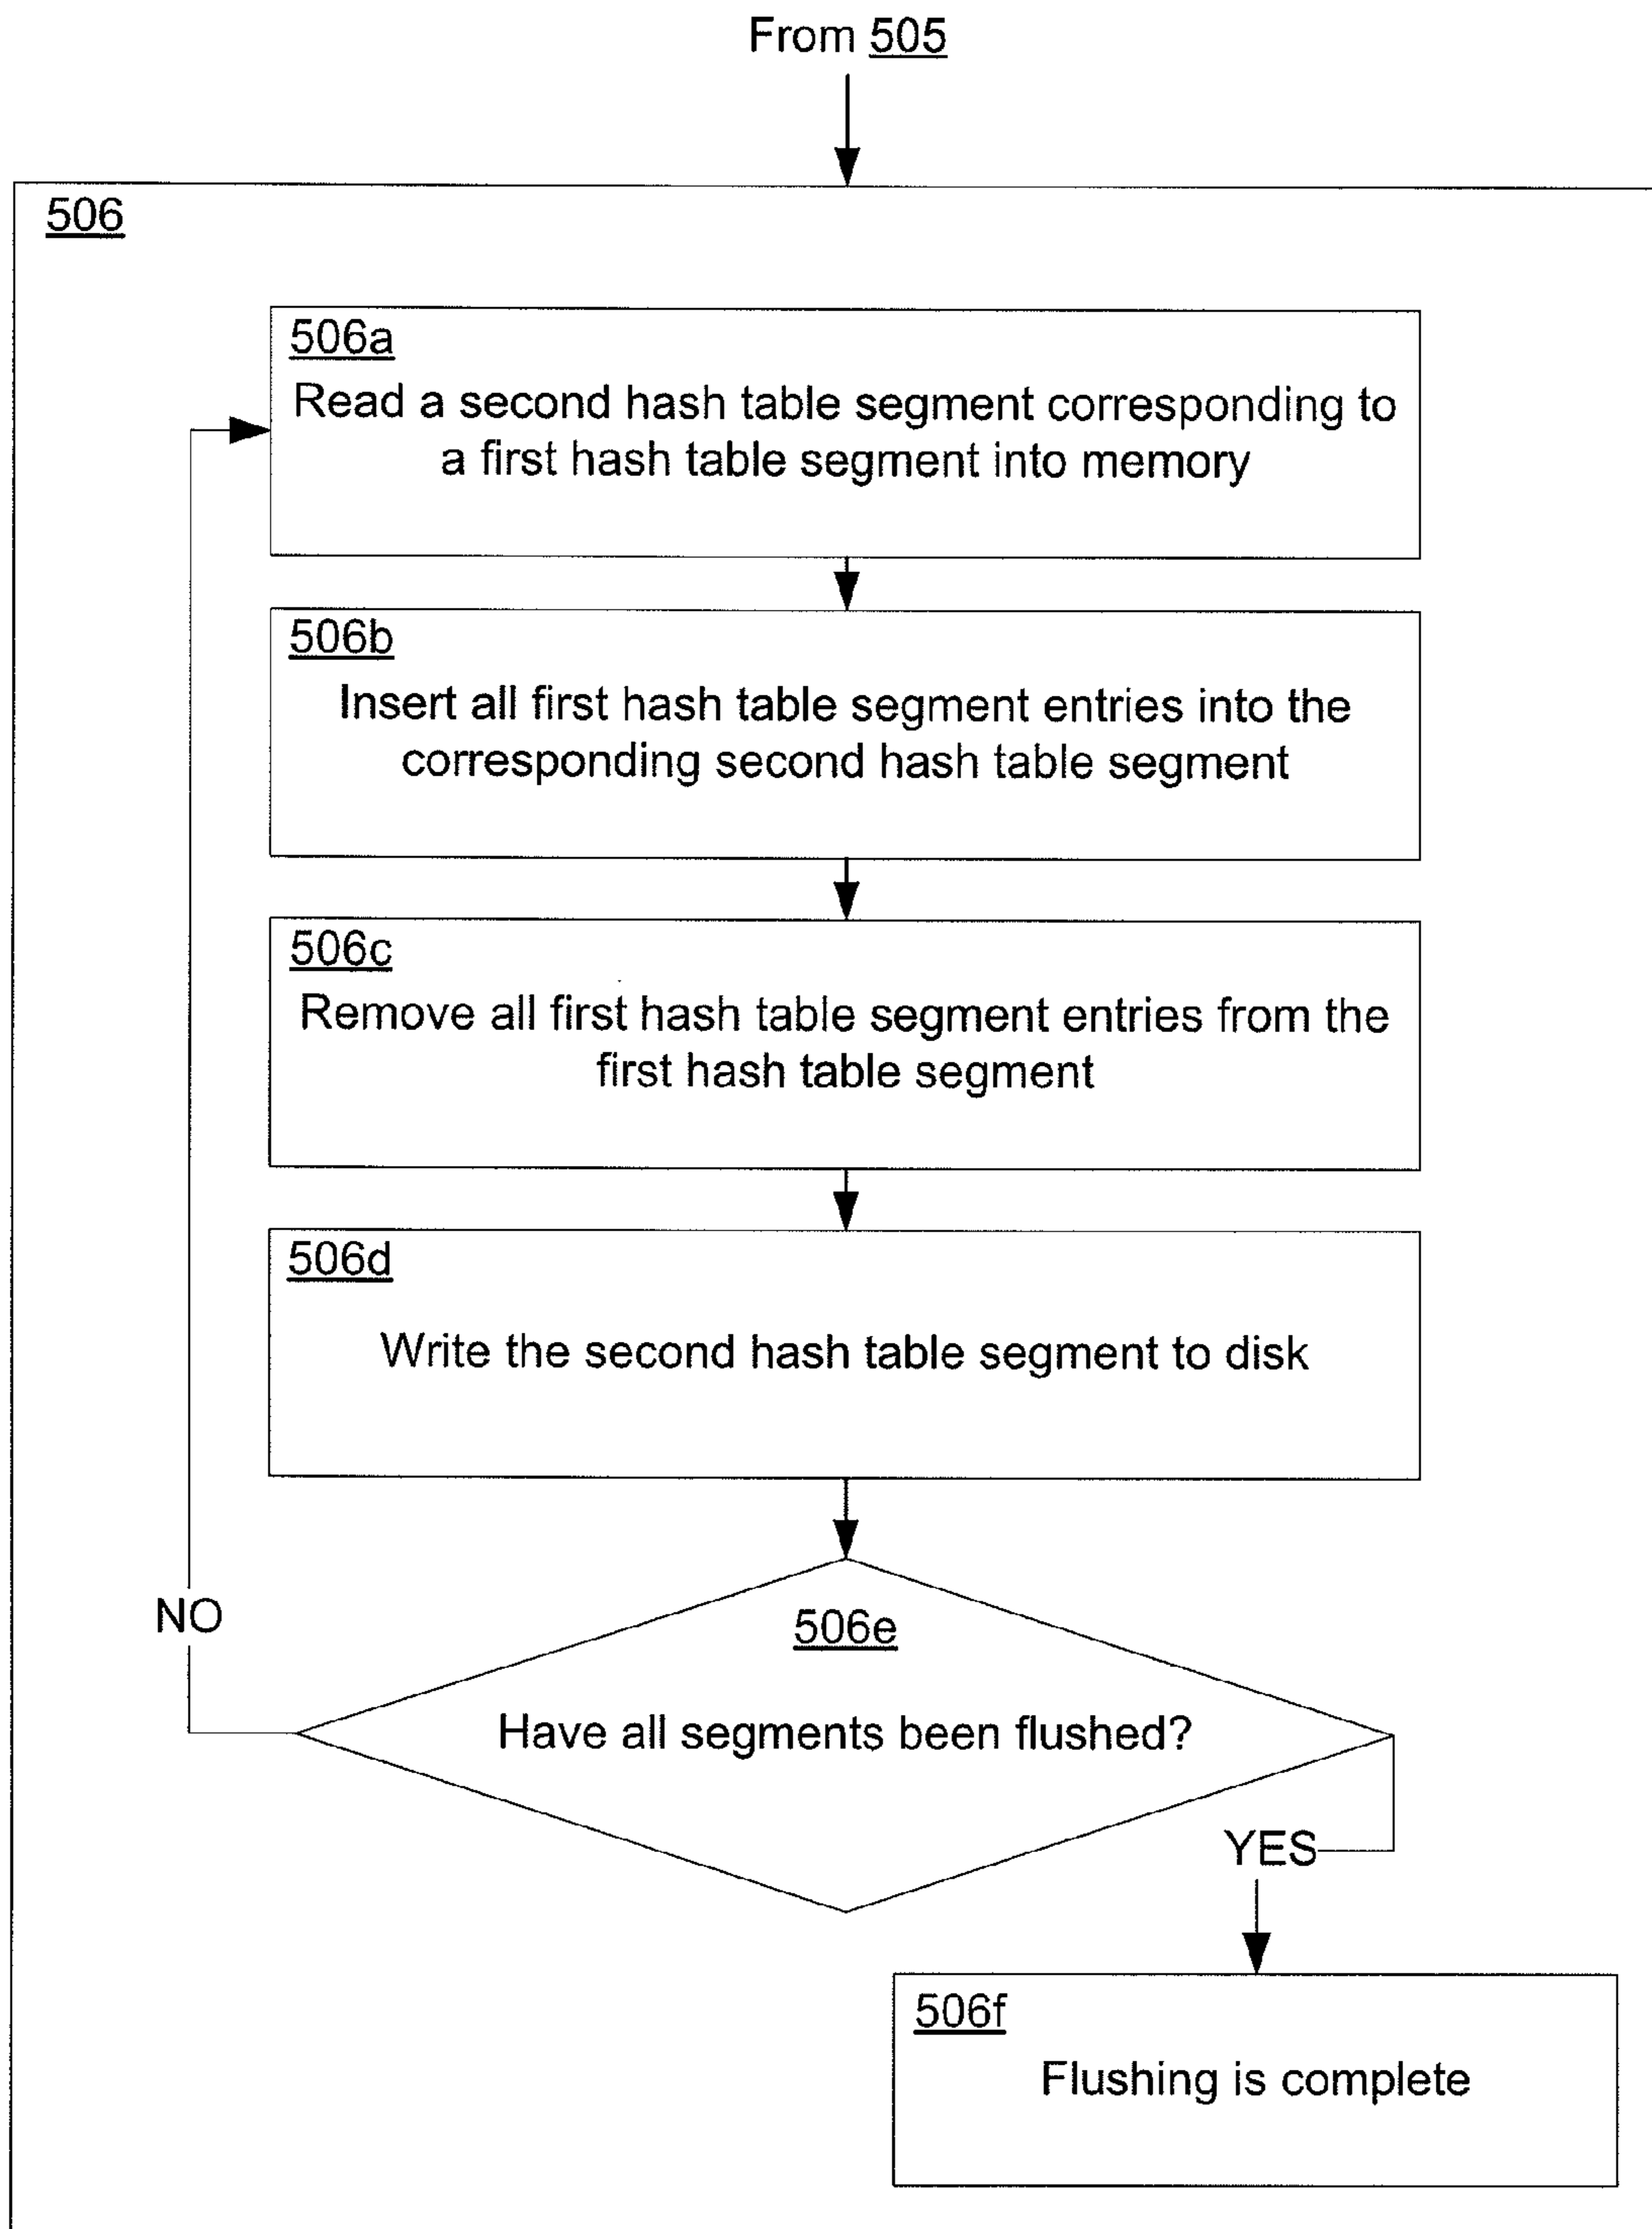 From 505
506
506a
Read a second hash table segment corresponding to
a first hash table segment into memory
506b
Insert all first hash table segment entries into the
corresponding second hash table segment
506c
Remove all first hash table segment entries from the
first hash table segment
506d
Write the second hash table segment to disk
NO
506e
Have all segments been flushed?
YES
506f
Flushing is complete